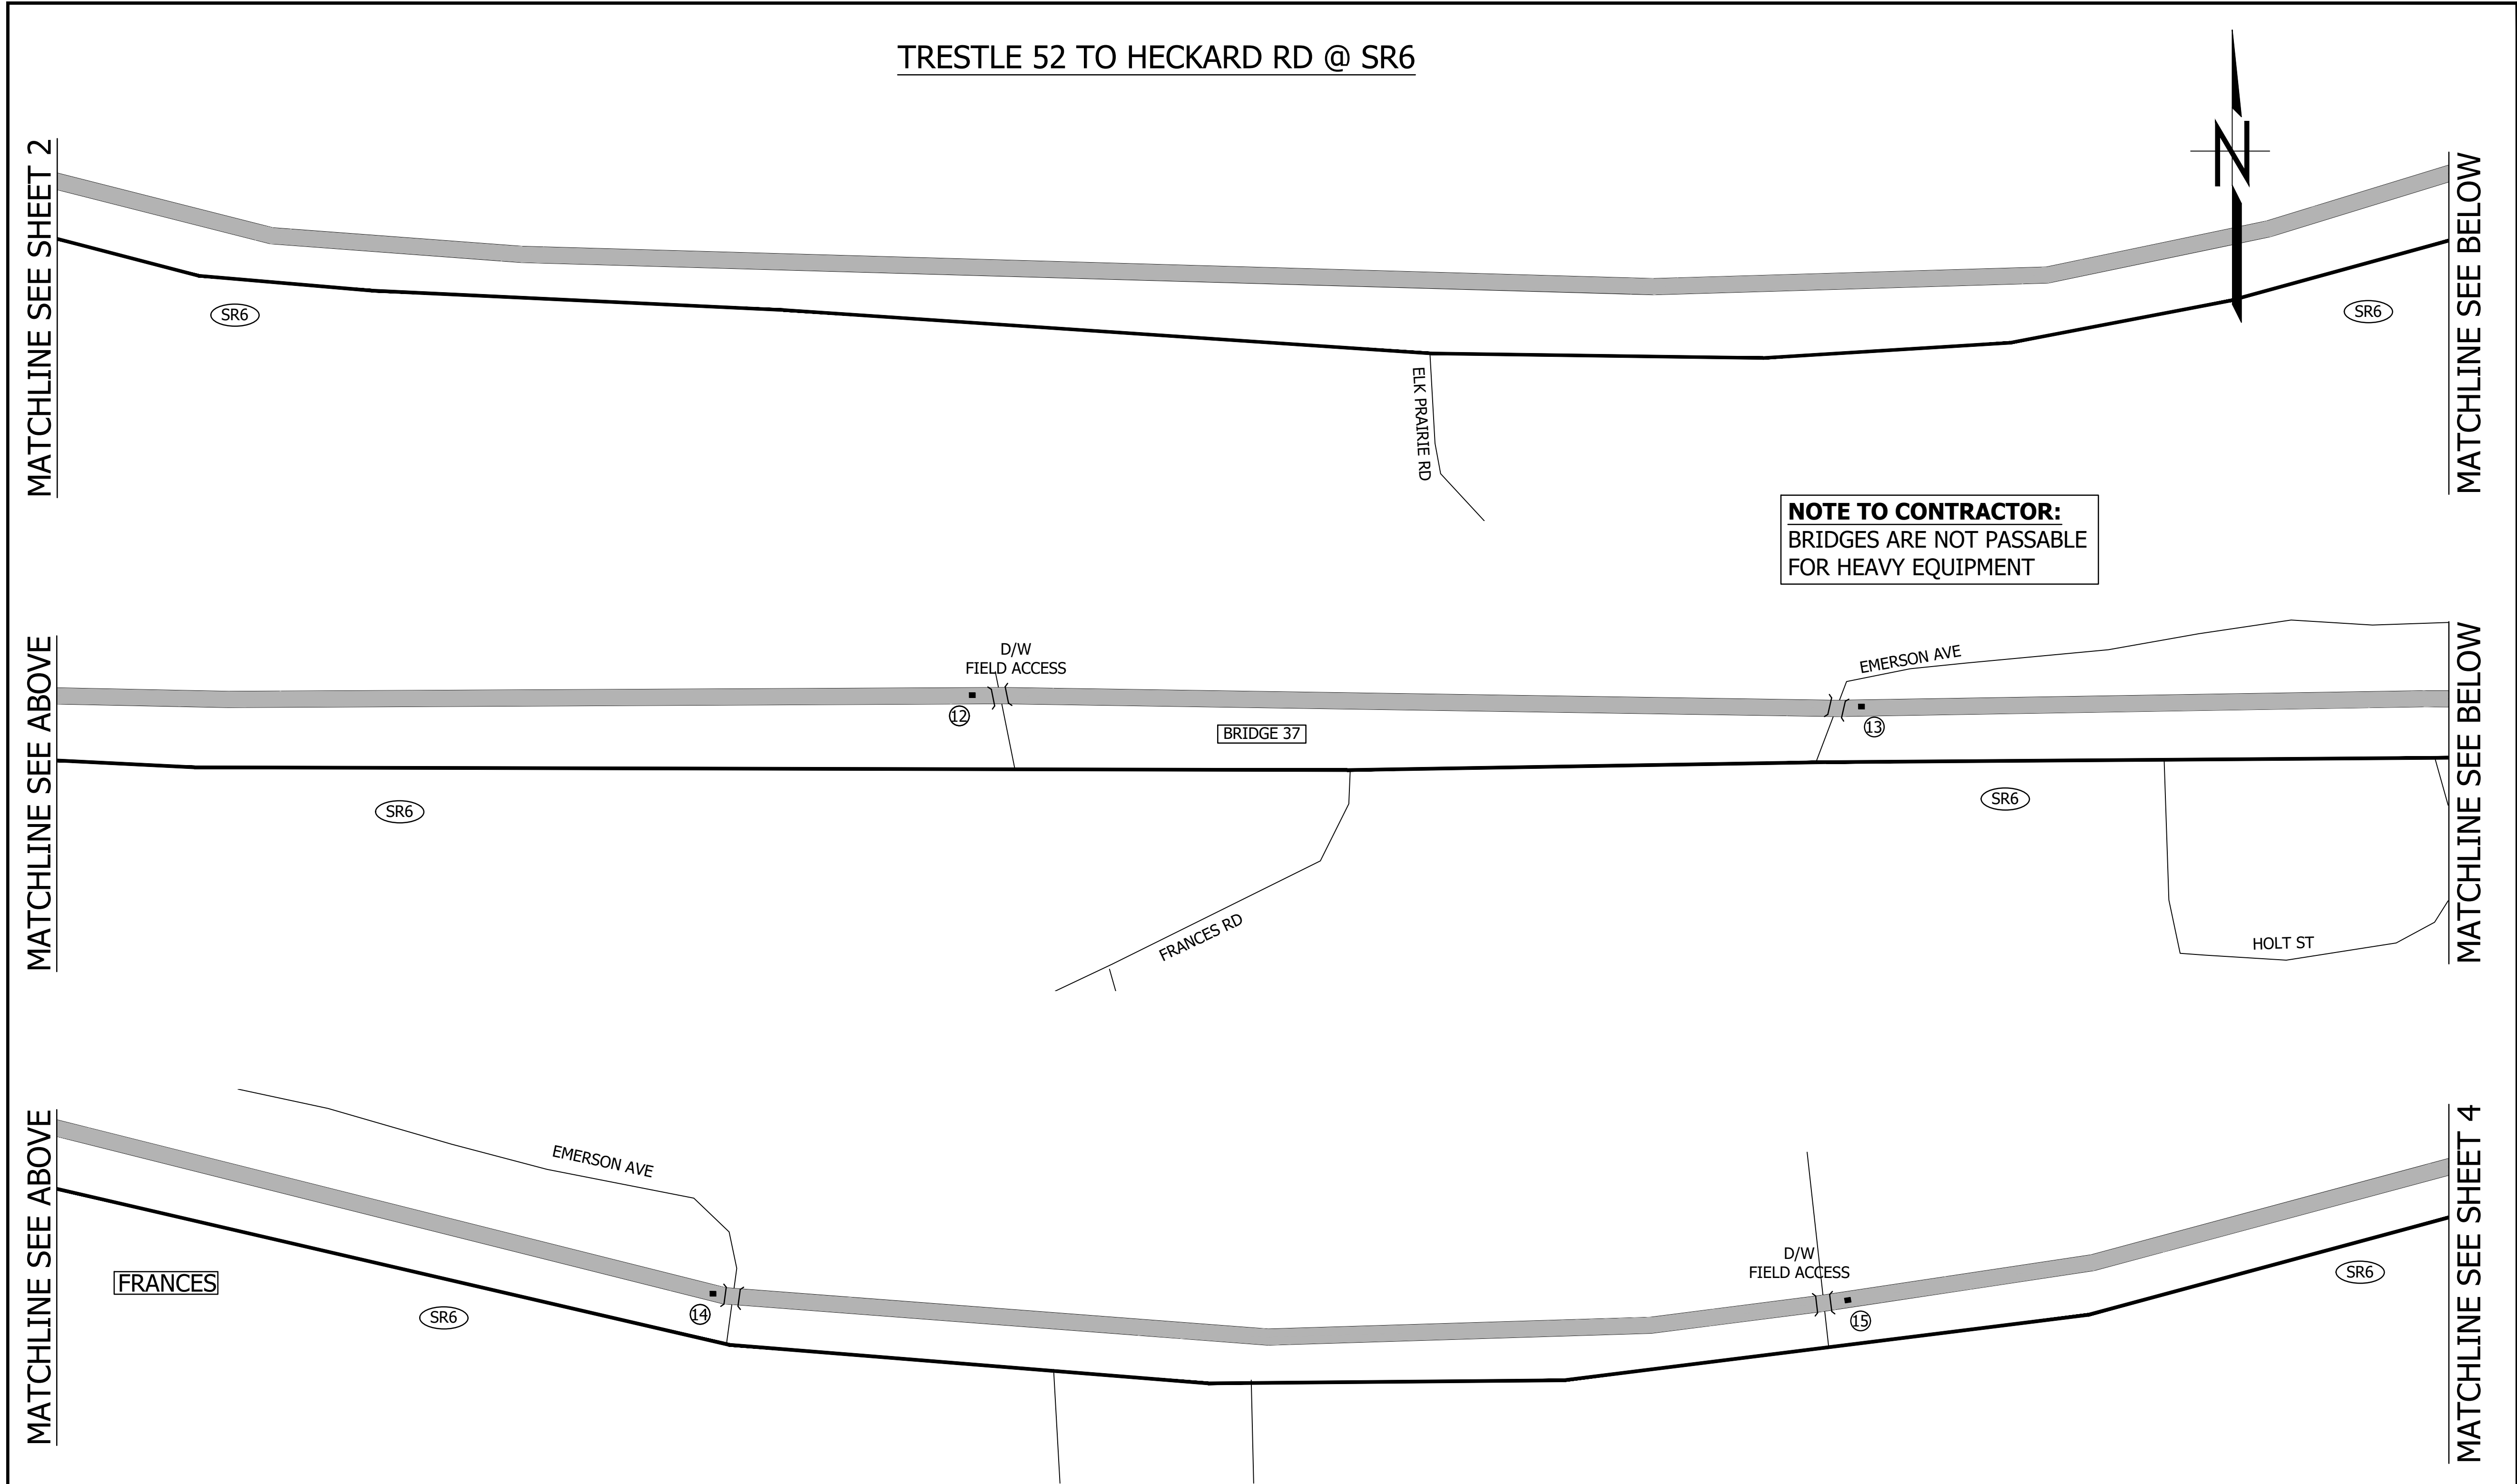 TRESTLE 52 TO HECKARD RD @ SR6
N
MATCHLINE SEE SHEET 2
SR6
ELK PRAIRIE RD
SR6
MATCHLINE SEE BELOW
NOTE TO CONTRACTOR:
BRIDGES ARE NOT PASSABLE
FOR HEAVY EQUIPMENT
MATCHLINE SEE ABOVE
D/W
FIELD ACCESS
12
BRIDGE 37
EMERSON AVE
13
SR6
SR6
FRANCES RD
HOLT ST
MATCHLINE SEE BELOW
MATCHLINE SEE ABOVE
EMERSON AVE
FRANCES
SR6
14
D/W
FIELD ACCESS
15
SR6
MATCHLINE SEE SHEET 4